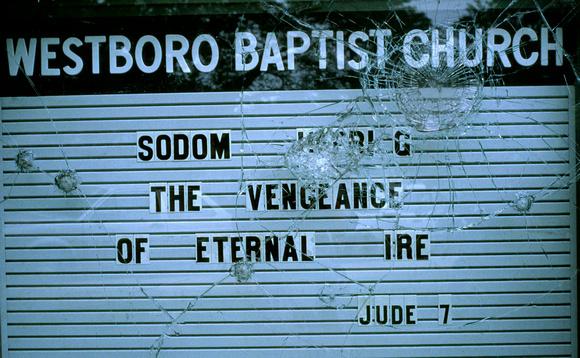 WESTBORO BAPTIST CHURCH
SODOM
THE VENGEANCE
OF ETERNAL IRE
JUDE 7